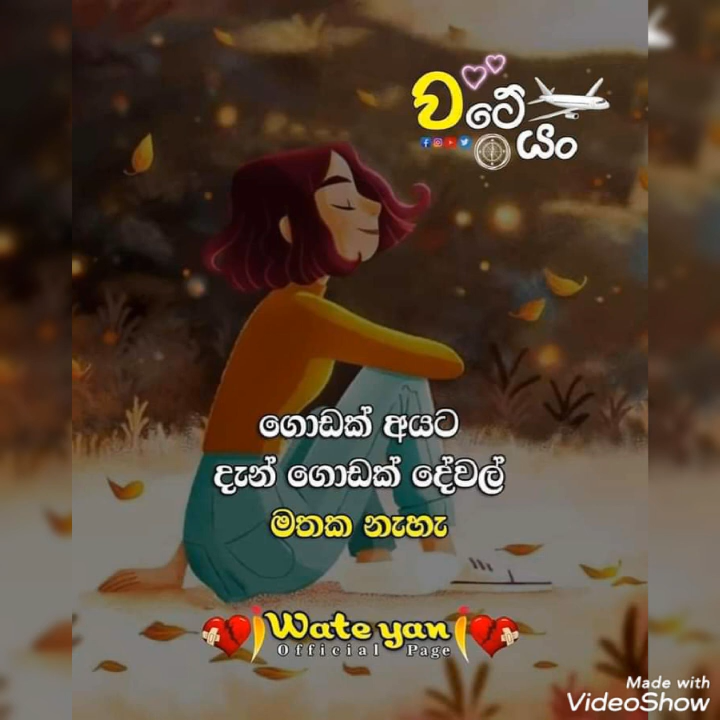 වටේ
යං
ගොඩක් අයට
දැන් ගොඩක් දේවල්
මතක නැහැ
Wate yan
Official Page
Made with
VideoShow